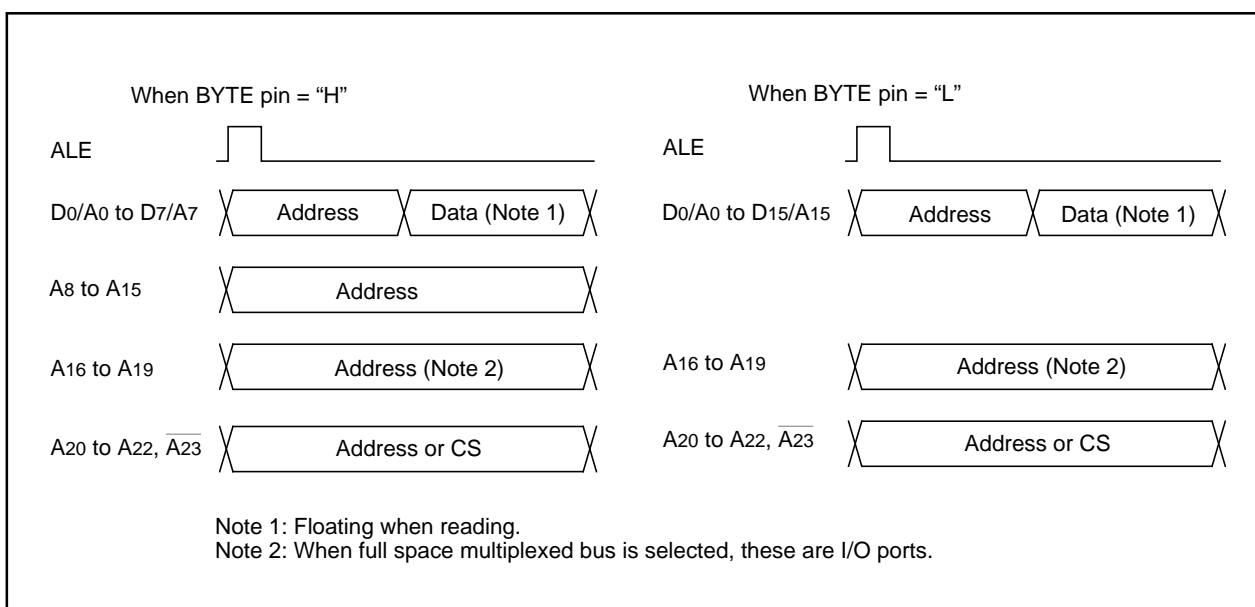 When BYTE pin = “H”
ALE
D0/A0 to D7/A7 Address Data (Note 1)
A8 to A15 Address
A16 to A19 Address (Note 2)
A20 to A22, A23 Address or CS
When BYTE pin = “L”
ALE
D0/A0 to D15/A15 Address Data (Note 1)
A16 to A19 Address (Note 2)
A20 to A22, A23 Address or CS
Note 1: Floating when reading.
Note 2: When full space multiplexed bus is selected, these are I/O ports.